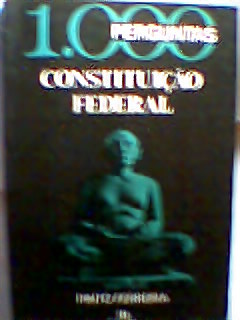 1.000
PERGUNTAS
CONSTITUIÇÃO
FEDERAL